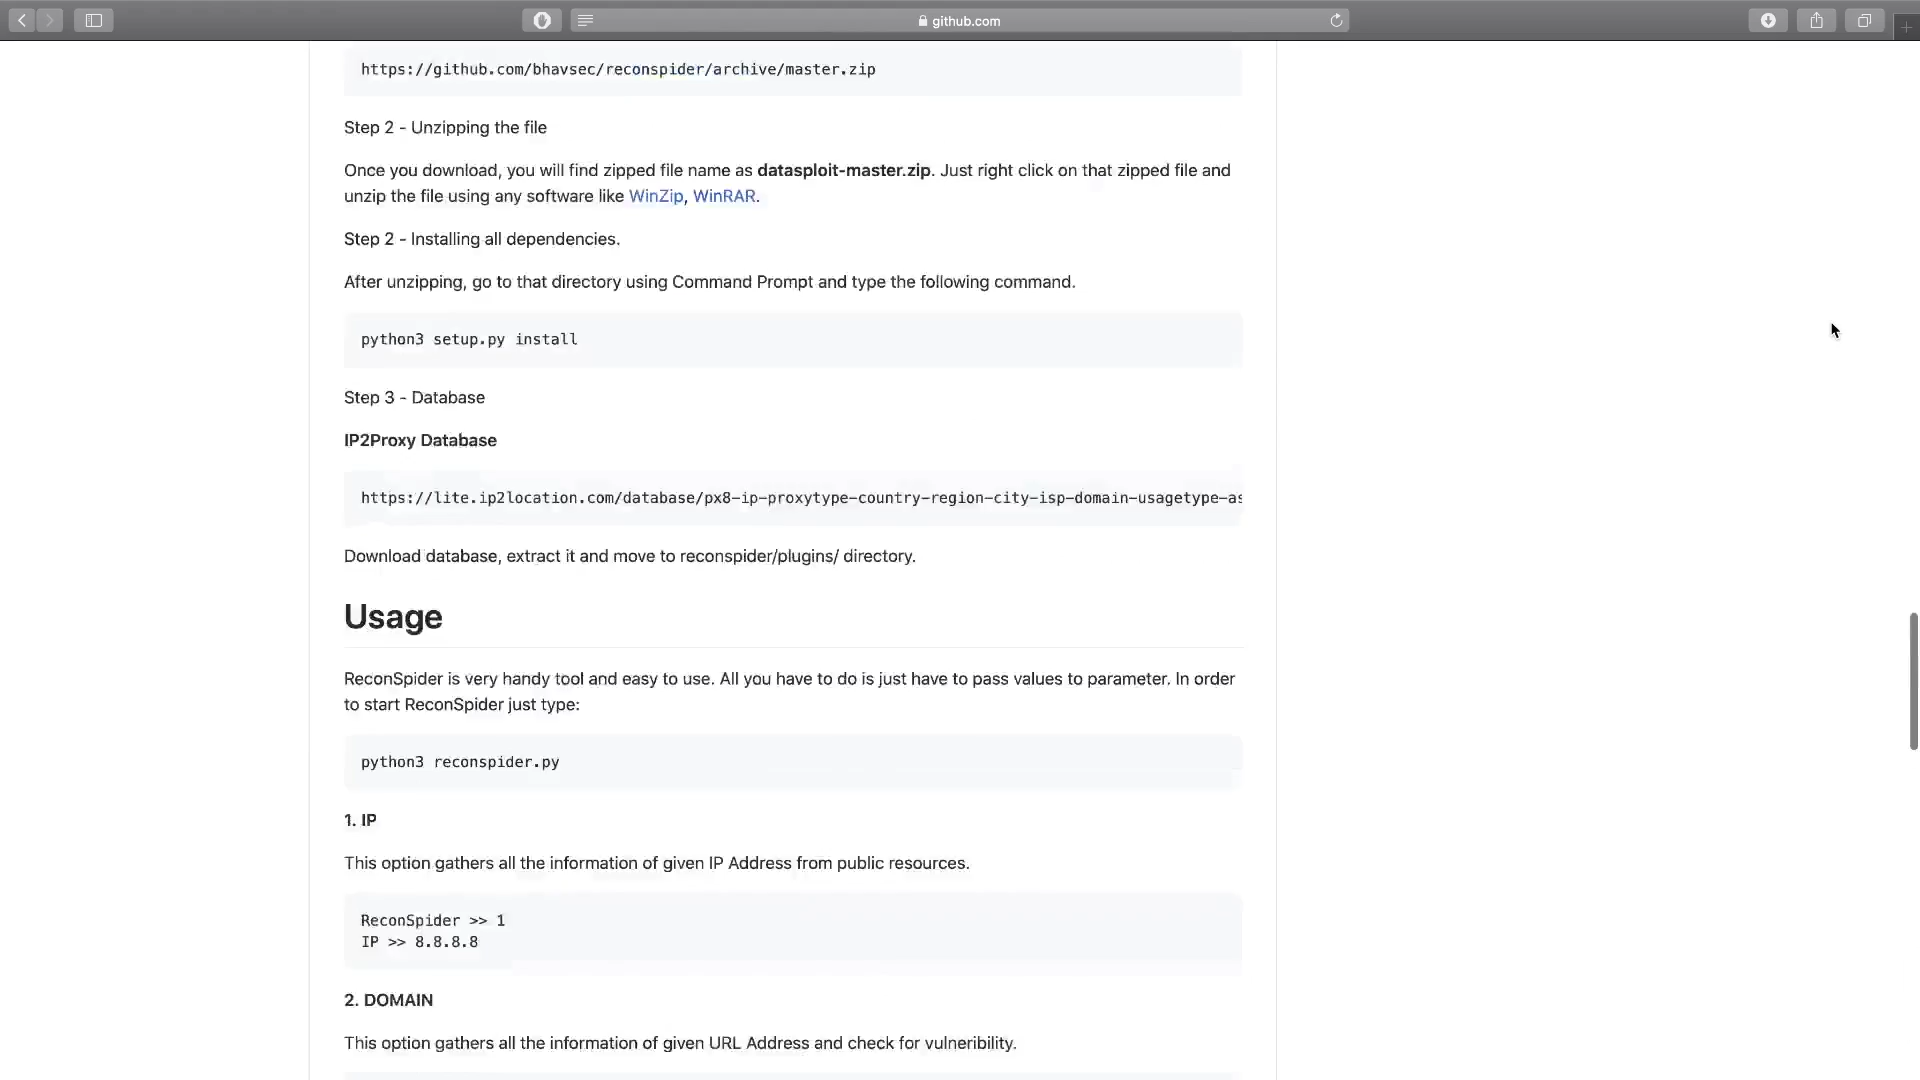 github.com
https://github.com/bhavsec/reconspider/archive/master.zip
Step 2 - Unzipping the file
Once you download, you will find zipped file name as datasploit-master.zip. Just right click on that zipped file and
unzip the file using any software like WinZip, WinRAR.
Step 2 - Installing all dependencies.
After unzipping, go to that directory using Command Prompt and type the following command.
python3 setup.py install
Step 3 - Database
IP2Proxy Database
https://lite.ip2location.com/database/px8-ip-proxytype-country-region-city-isp-domain-usagetype-as
Download database, extract it and move to reconspider/plugins/ directory.
Usage
ReconSpider is very handy tool and easy to use. All you have to do is just have to pass values to parameter. In order
to start ReconSpider just type:
python3 reconspider.py
1. IP
This option gathers all the information of given IP Address from public resources.
ReconSpider >> 1
IP >> 8.8.8.8
2. DOMAIN
This option gathers all the information of given URL Address and check for vulneribility.